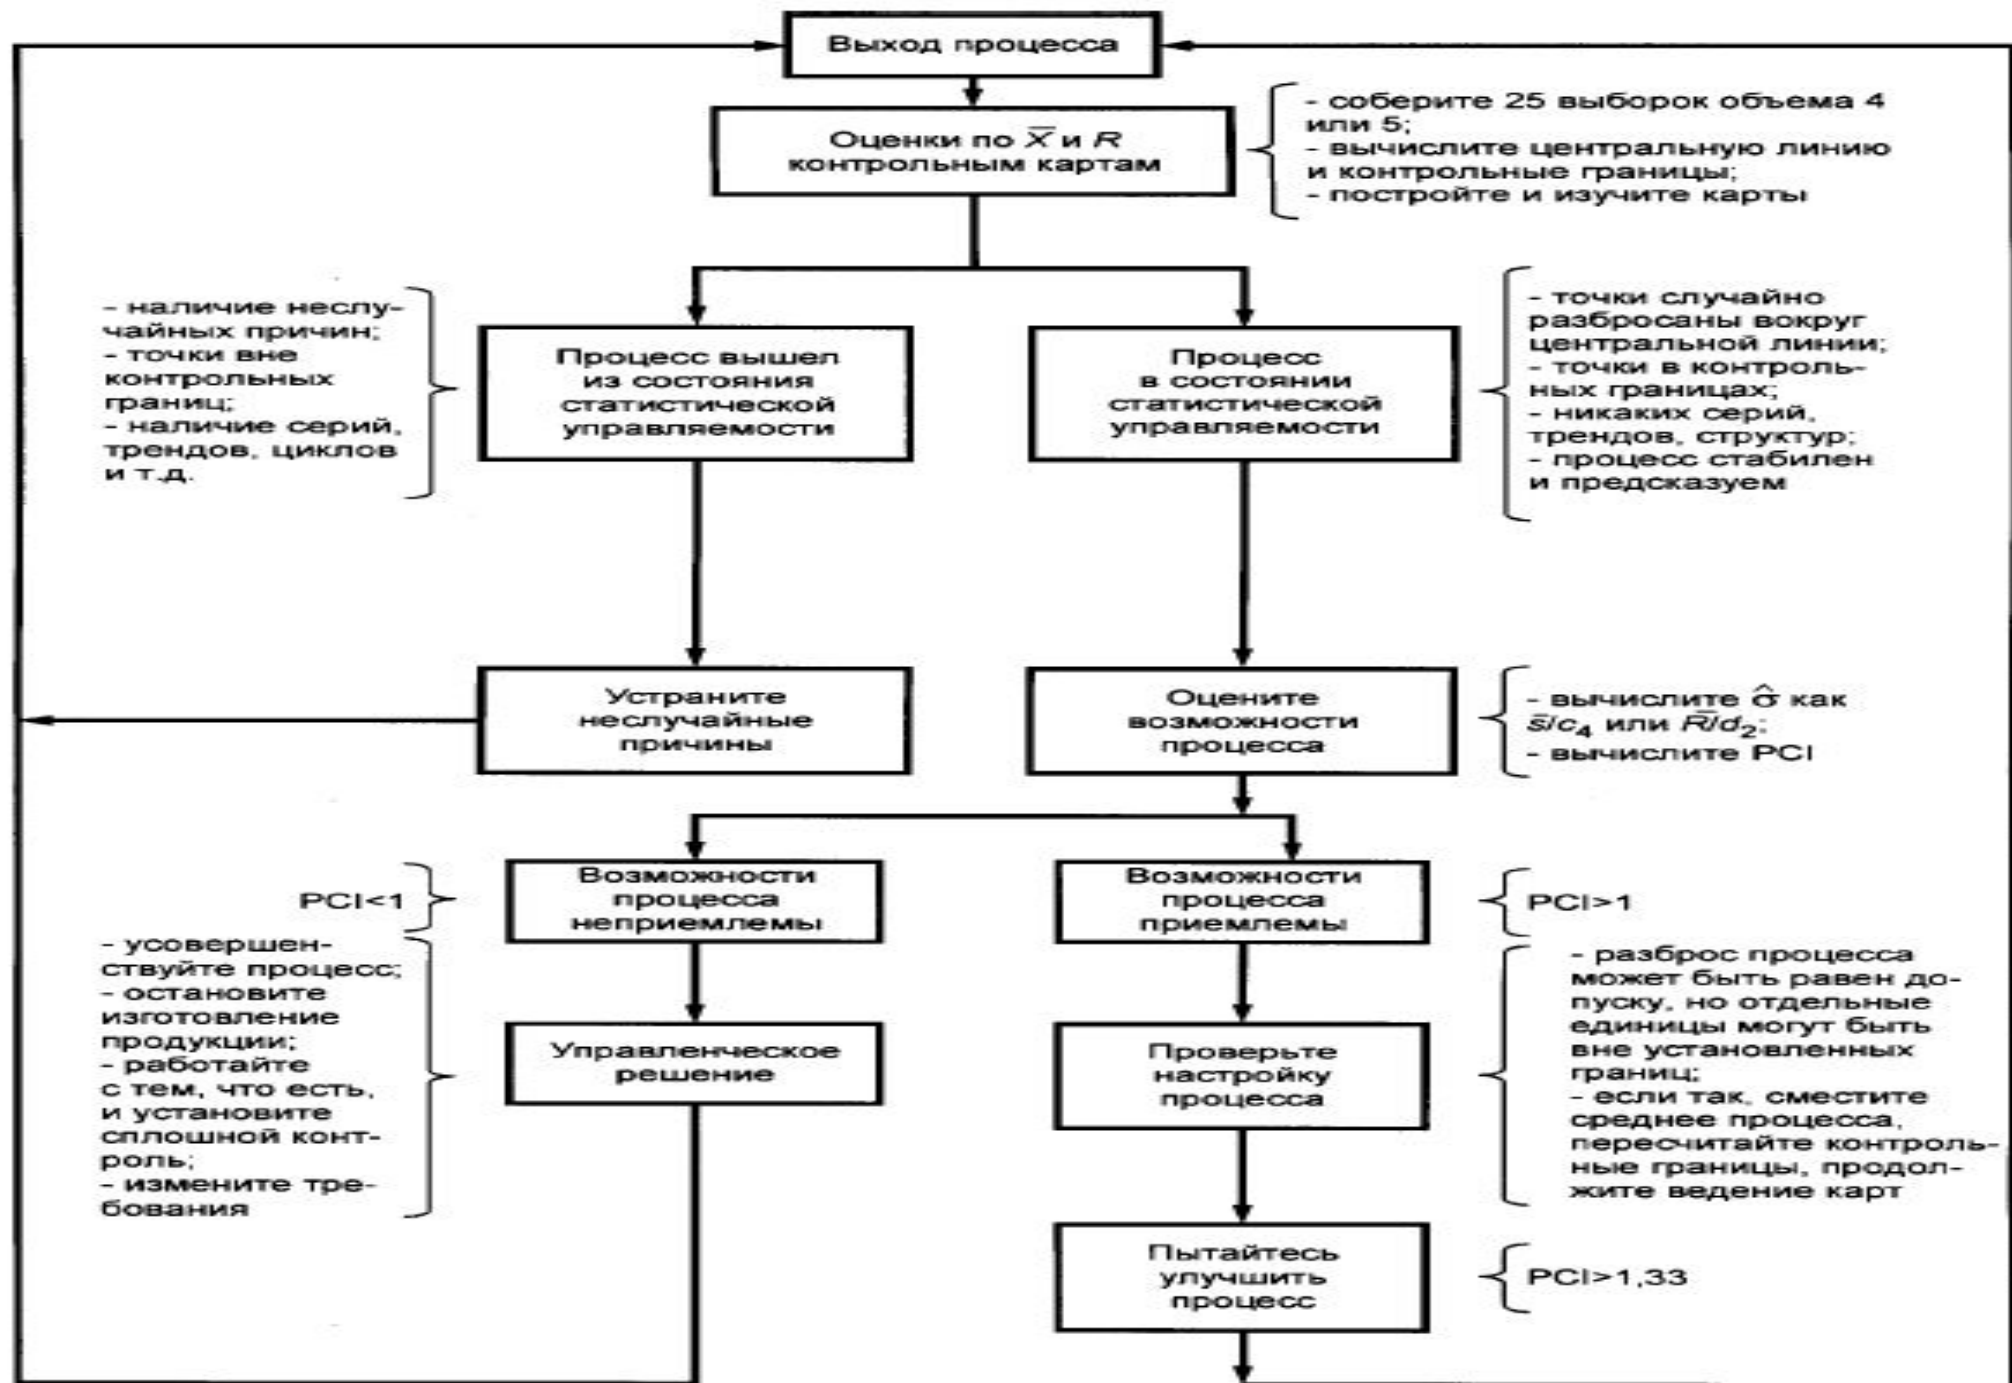 Выход процесса
Оценки по X̄ и R
контрольным картам
- соберите 25 выборок объема 4
или 5;
- вычислите центральную линию
и контрольные границы;
- постройте и изучите карты
- наличие неслу-
чайных причин;
- точки вне
контрольных
границ;
- наличие серий,
трендов, циклов
и т.д.
Процесс вышел
из состояния
статистической
управляемости
Процесс
в состоянии
статистической
управляемости
- точки случайно
разбросаны вокруг
центральной линии;
- точки в контроль-
ных границах;
- никаких серий,
трендов, структур;
- процесс стабилен
и предсказуем
Устраните
неслучайные
причины
Оцените
возможности
процесса
- вычислите σ̂ как
s̄/c₄ или R̄/d₂;
- вычислите PCI
PCI<1
Возможности
процесса
неприемлемы
Возможности
процесса
приемлемы
PCI>1
- усовершен-
ствуйте процесс;
- остановите
изготовление
продукции;
- работайте
с тем, что есть,
и установите
сплошной конт-
роль;
- измените тре-
бования
Управленческое
решение
Проверьте
настройку
процесса
- разброс процесса
может быть равен до-
пуску, но отдельные
единицы могут быть
вне установленных
границ;
- если так, сместите
среднее процесса,
пересчитайте контроль-
ные границы, продол-
жите ведение карт
Пытайтесь
улучшить
процесс
PCI>1,33